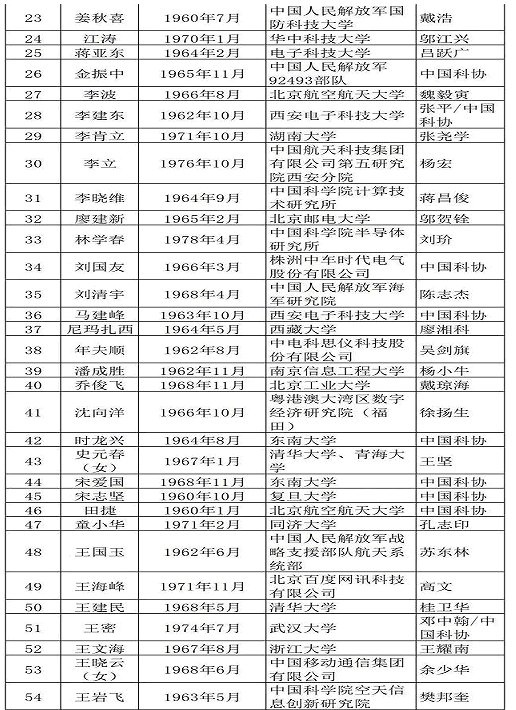 23 姜秋喜 1960年7月 中国人民解放军国防科技大学 戴浩
24 江涛 1970年1月 华中科技大学 邬江兴
25 蒋亚东 1964年2月 电子科技大学 吕跃广
26 金振中 1965年11月 中国人民解放军92493部队 中国科协
27 李波 1966年8月 北京航空航天大学 魏毅寅
28 李建东 1962年10月 西安电子科技大学 张平/中国科协
29 李肯立 1971年10月 湖南大学 张尧学
30 李立 1976年10月 中国航天科技集团有限公司第五研究院西安分院 杨宏
31 李晓维 1964年9月 中国科学院计算技术研究所 蒋昌俊
32 廖建新 1965年2月 北京邮电大学 邬贺铨
33 林学春 1978年4月 中国科学院半导体研究所 刘玠
34 刘国友 1966年3月 株洲中车时代电气股份有限公司 中国科协
35 刘清宇 1968年4月 中国人民解放军海军研究院 陈志杰
36 马建峰 1963年10月 西安电子科技大学 中国科协
37 尼玛扎西 1964年5月 西藏大学 廖湘科
38 年夫顺 1962年8月 中电科思仪科技股份有限公司 吴剑旗
39 潘成胜 1962年11月 南京信息工程大学 杨小牛
40 乔俊飞 1968年11月 北京工业大学 戴琼海
41 沈向洋 1966年10月 粤港澳大湾区数字经济研究院（福田） 徐扬生
42 时龙兴 1964年8月 东南大学 中国科协
43 史元春（女） 1967年1月 清华大学、青海大学 王坚
44 宋爱国 1968年11月 东南大学 中国科协
45 宋志坚 1960年10月 复旦大学 中国科协
46 田捷 1960年1月 北京航空航天大学 中国科协
47 童小华 1971年2月 同济大学 孔志印
48 王国玉 1962年6月 中国人民解放军战略支援部队航天系统部 苏东林
49 王海峰 1971年11月 北京百度网讯科技有限公司 高文
50 王建民 1968年5月 清华大学 桂卫华
51 王密 1974年7月 武汉大学 邓中翰/中国科协
52 王文海 1967年8月 浙江大学 王耀南
53 王晓云（女） 1968年6月 中国移动通信集团有限公司 余少华
54 王岩飞 1963年5月 中国科学院空天信息创新研究院 樊邦奎